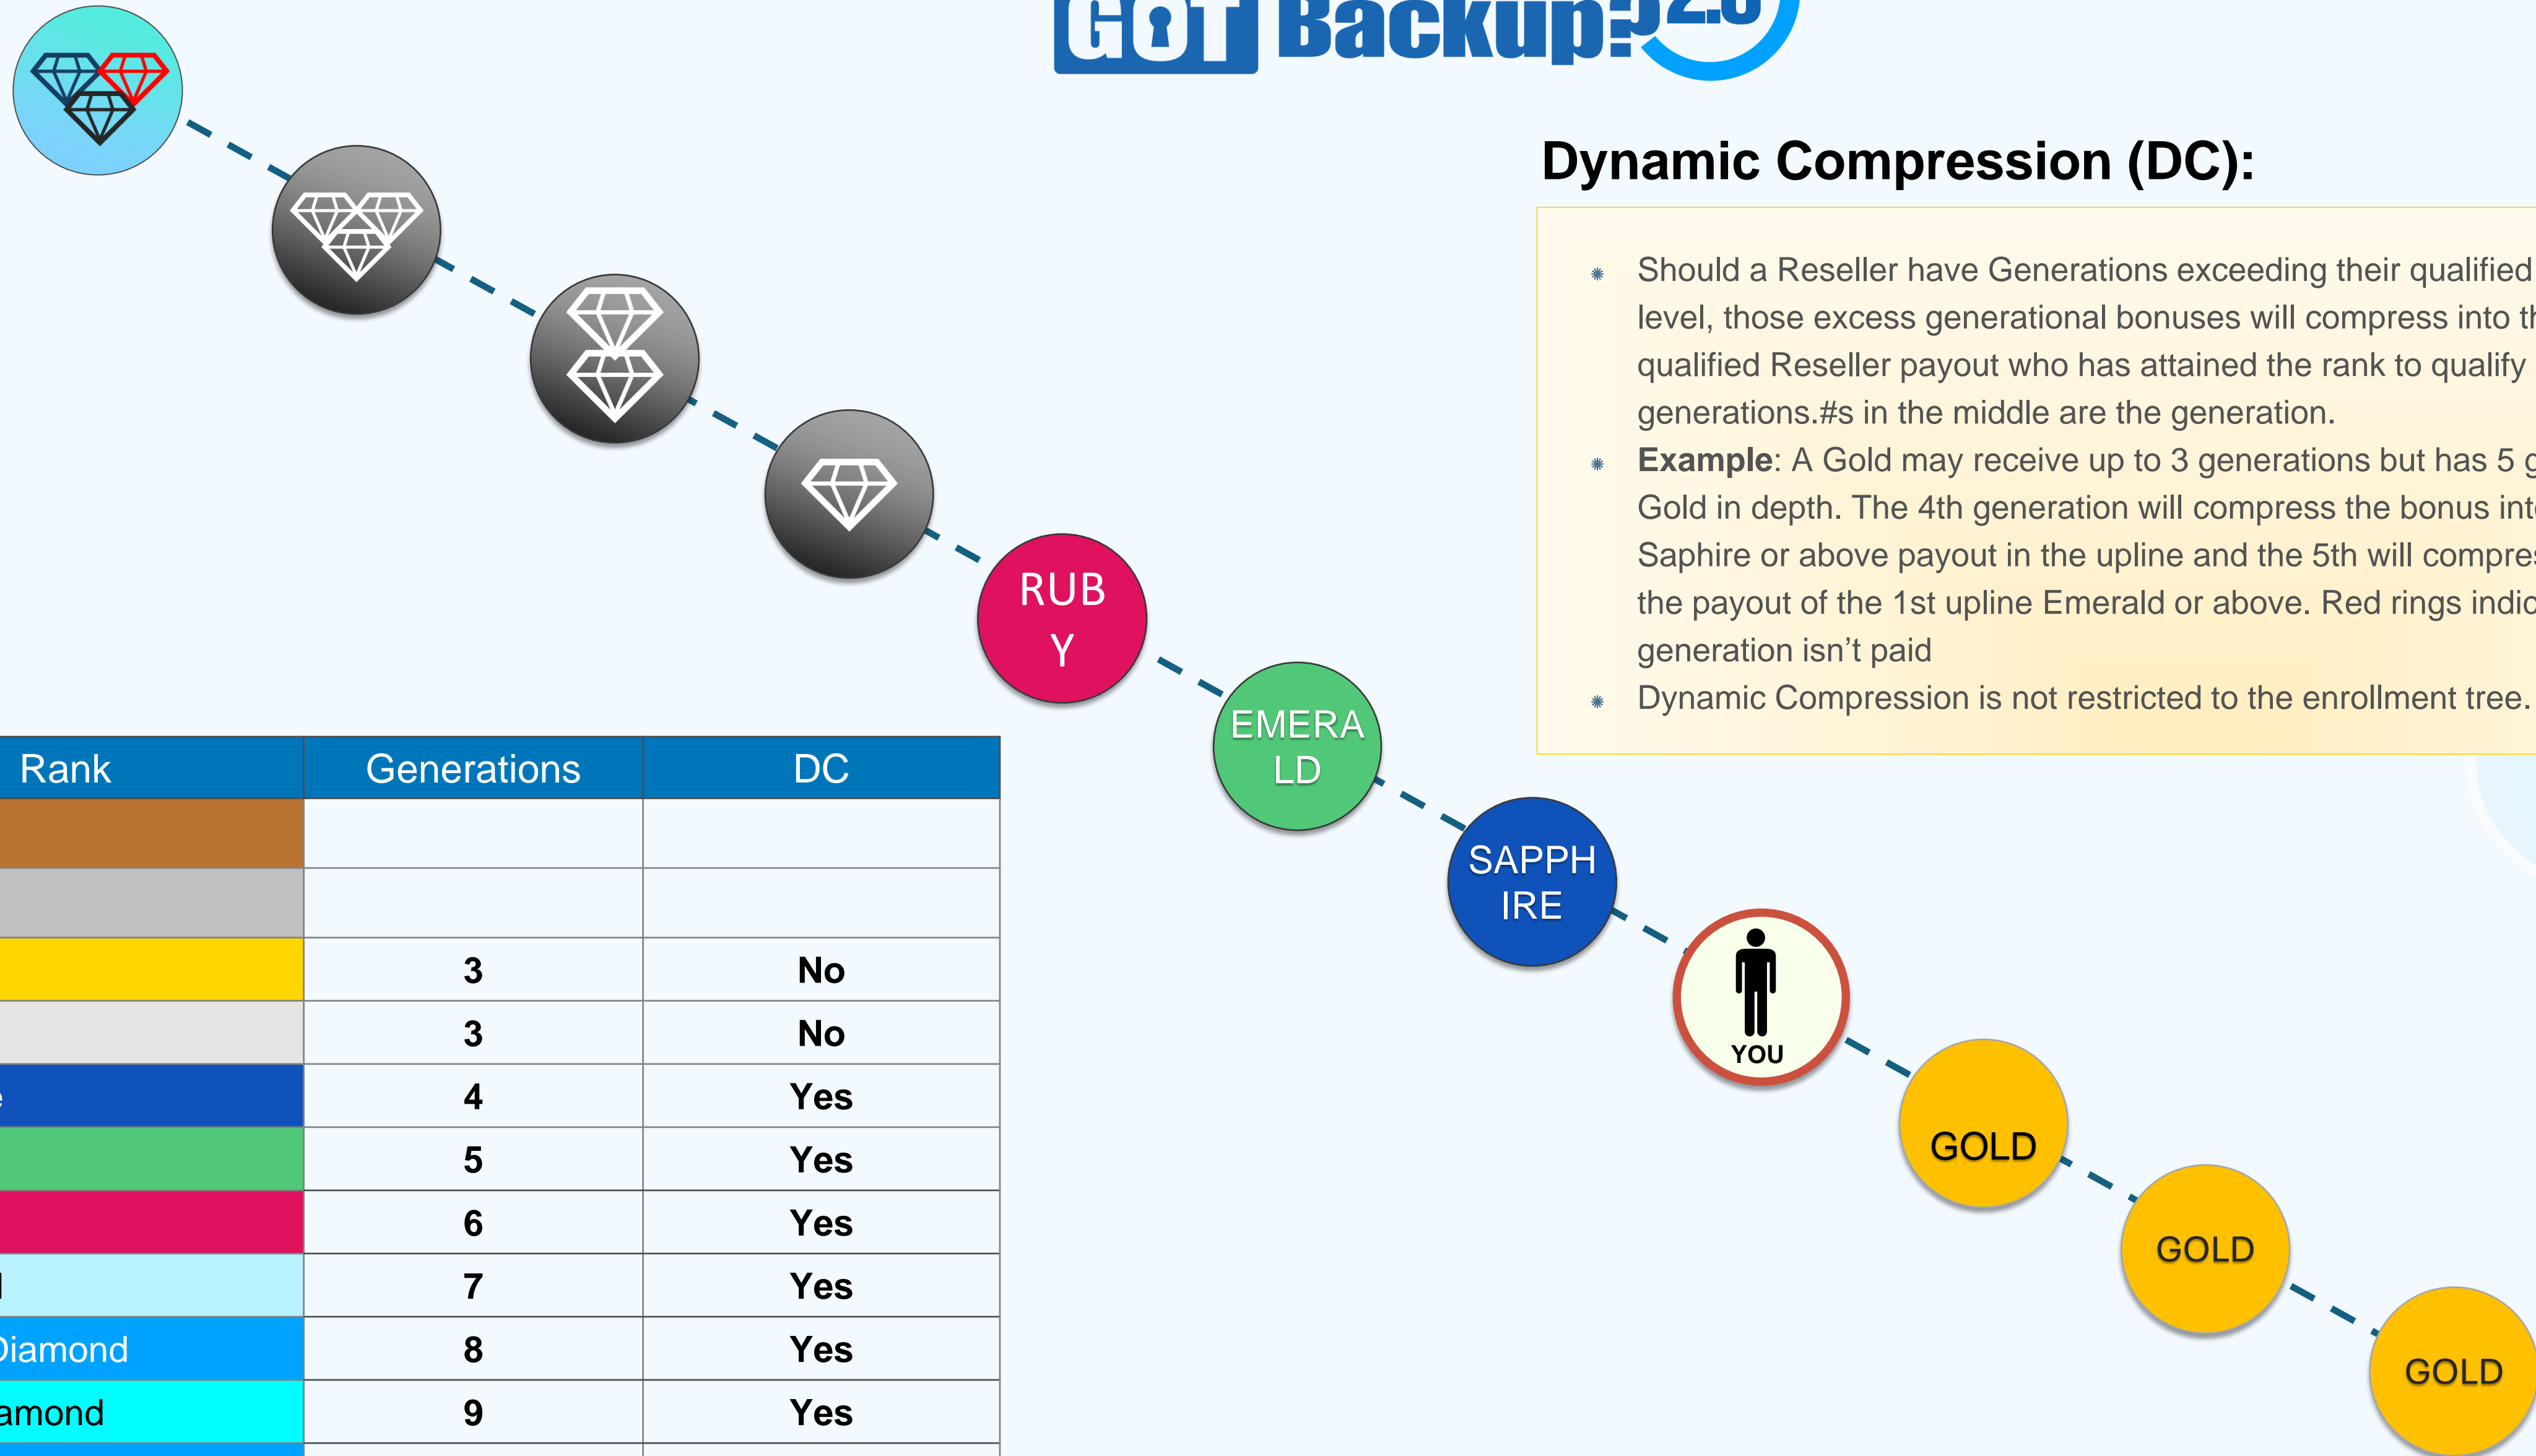 GOT Backup? 2.0
Dynamic Compression (DC):
Should a Reseller have Generations exceeding their qualified
level, those excess generational bonuses will compress into
qualified Reseller payout who has attained the rank to qualify
generations.#s in the middle are the generation.
Example: A Gold may receive up to 3 generations but has 5
Gold in depth. The 4th generation will compress the bonus
Saphire or above payout in the upline and the 5th will
the payout of the 1st upline Emerald or above. Red rings
generation isn’t paid
Dynamic Compression is not restricted to the enrollment tree.
RUB
Y
EMERA
LD
SAPPH
IRE
YOU
GOLD
GOLD
GOLD
Rank Generations DC
3 No
3 No
4 Yes
5 Yes
6 Yes
7 Yes
Diamond 8 Yes
9 Yes